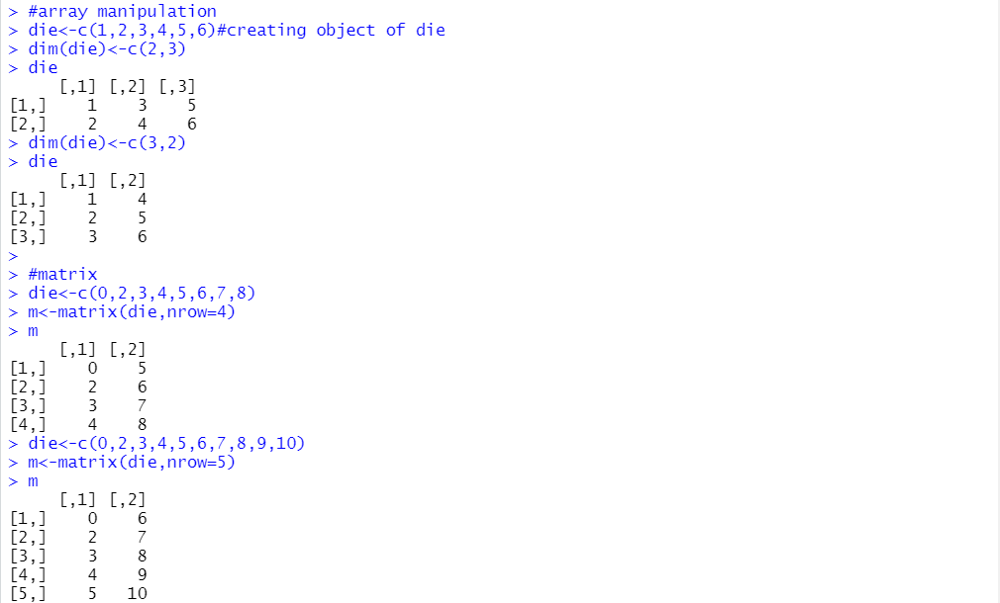 > #array manipulation
> die<-c(1,2,3,4,5,6)#creating object of die
> dim(die)<-c(2,3)
> die
     [,1] [,2] [,3]
[1,]    1    3    5
[2,]    2    4    6
> dim(die)<-c(3,2)
> die
     [,1] [,2]
[1,]    1    4
[2,]    2    5
[3,]    3    6
>
> #matrix
> die<-c(0,2,3,4,5,6,7,8)
> m<-matrix(die,nrow=4)
> m
     [,1] [,2]
[1,]    0    5
[2,]    2    6
[3,]    3    7
[4,]    4    8
> die<-c(0,2,3,4,5,6,7,8,9,10)
> m<-matrix(die,nrow=5)
> m
     [,1] [,2]
[1,]    0    6
[2,]    2    7
[3,]    3    8
[4,]    4    9
[5,]    5   10